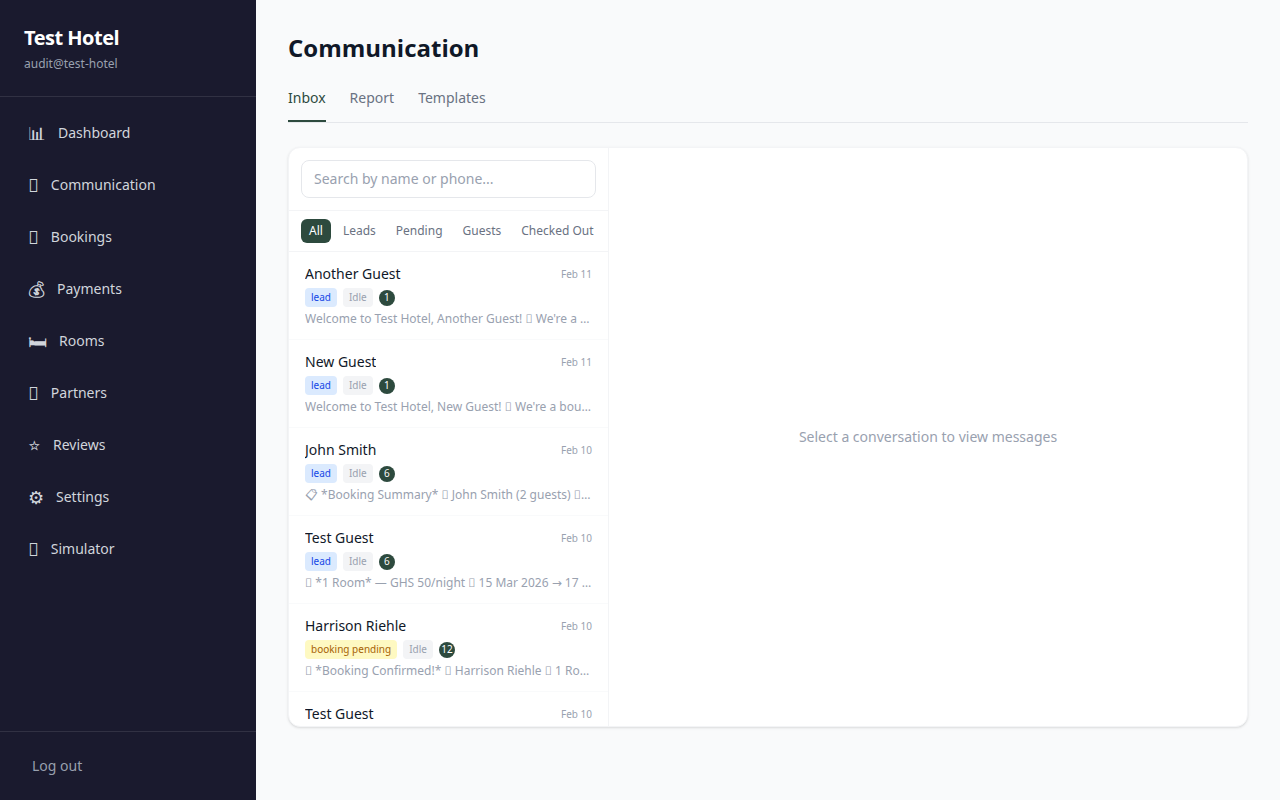 Test Hotel
audit@test-hotel
Dashboard
Communication
Bookings
Payments
Rooms
Partners
Reviews
Settings
Simulator
Log out
Communication
Inbox Report Templates
Search by name or phone...
All Leads Pending Guests Checked Out
Another Guest Feb 11
lead Idle 1
Welcome to Test Hotel, Another Guest! We're a ...
New Guest Feb 11
lead Idle 1
Welcome to Test Hotel, New Guest! We're a bou...
John Smith Feb 10
lead Idle 6
📋 *Booking Summary* John Smith (2 guests) ...
Test Guest Feb 10
lead Idle 6
*1 Room* — GHS 50/night 15 Mar 2026 → 17 ...
Harrison Riehle Feb 10
booking pending Idle 12
*Booking Confirmed!* Harrison Riehle 1 Ro...
Test Guest Feb 10
Select a conversation to view messages